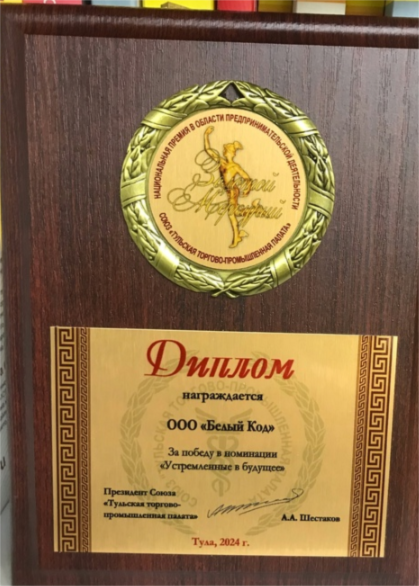 НАЦИОНАЛЬНАЯ ПРЕМИЯ В ОБЛАСТИ ПРЕДПРИНИМАТЕЛЬСКОЙ ДЕЯТЕЛЬНОСТИ
Золотой
Меркурий
СОЮЗ «ТУЛЬСКАЯ ТОРГОВО-ПРОМЫШЛЕННАЯ ПАЛАТА»
Диплом
награждается
ООО «Белый Код»
За победу в номинации
«Устремленные в будущее»
Президент Союза
«Тульская торгово-
промышленная палата»
А.А. Шестаков
Тула, 2024 г.